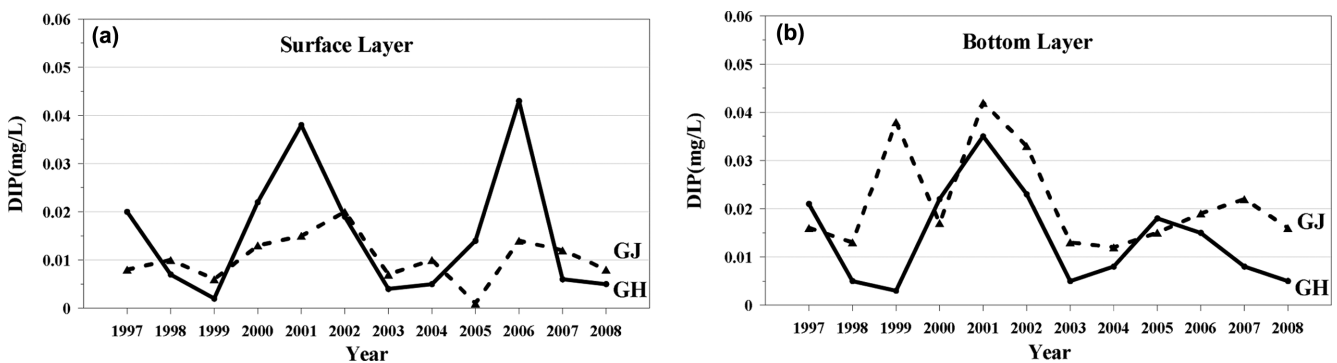 (a)
Surface Layer
DIP(mg/L)
0.06
0.05
0.04
0.03
0.02
0.01
0
GJ
GH
1997 1998 1999 2000 2001 2002 2003 2004 2005 2006 2007 2008
Year
(b)
Bottom Layer
DIP(mg/L)
0.06
0.05
0.04
0.03
0.02
0.01
0
GJ
GH
1997 1998 1999 2000 2001 2002 2003 2004 2005 2006 2007 2008
Year